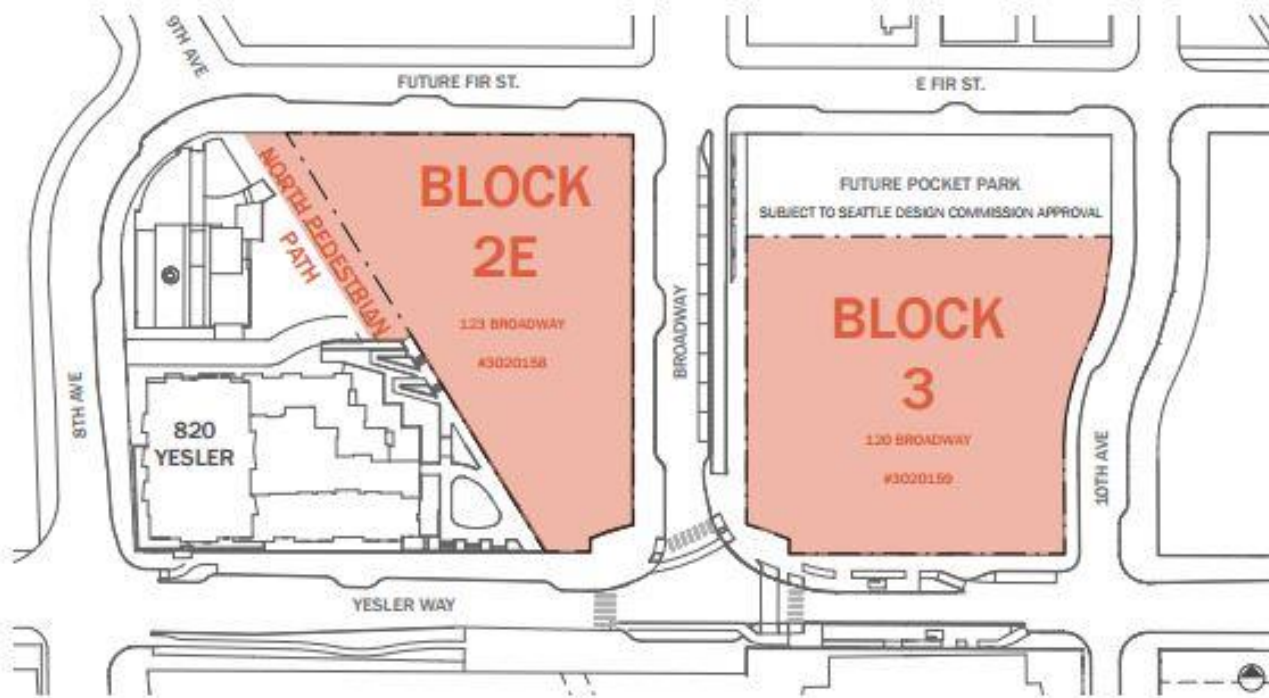 9TH AVE
FUTURE FIR ST.
E FIR ST.
NORTH PEDESTRIAN
PATH
BLOCK
2E
123 BROADWAY
#3020158
BROADWAY
FUTURE POCKET PARK
SUBJECT TO SEATTLE DESIGN COMMISSION APPROVAL
BLOCK
3
120 BROADWAY
#3020159
8TH AVE
820
YESLER
10TH AVE
YESLER WAY